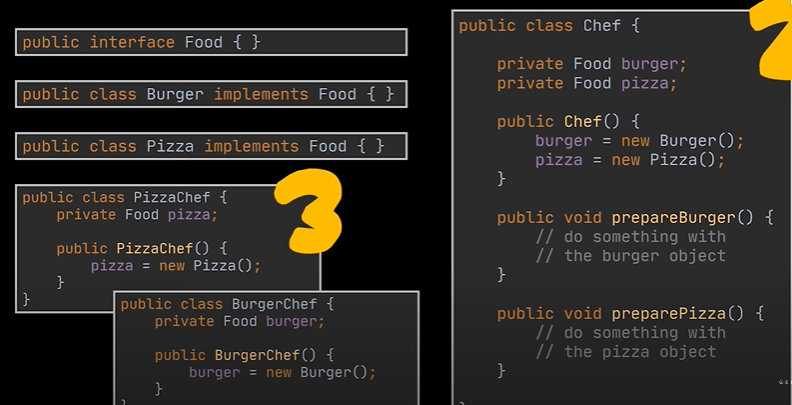 public interface Food { }
public class Burger implements Food { }
public class Pizza implements Food { }
public class PizzaChef {
    private Food pizza;
    public PizzaChef() {
        pizza = new Pizza();
    }
}
3
public class BurgerChef {
    private Food burger;
    public BurgerChef() {
        burger = new Burger();
    }
public class Chef {
    private Food burger;
    private Food pizza;
    public Chef() {
        burger = new Burger();
        pizza = new Pizza();
    }
    public void prepareBurger() {
        // do something with
        // the burger object
    }
    public void preparePizza() {
        // do something with
        // the pizza object
    }